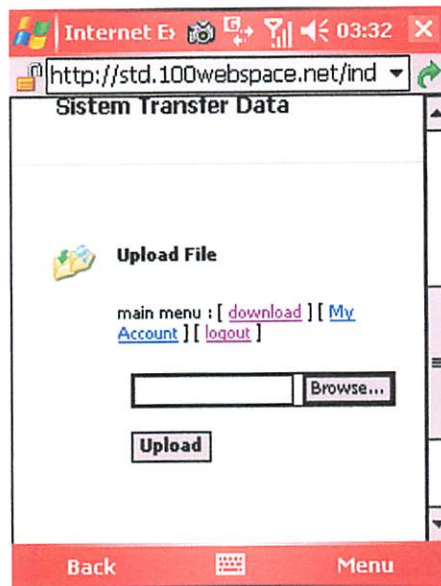 Internet Ex 03:32
http://std.100webspace.net/ind
Sistem Transfer Data
Upload File
main menu : [ download ] [ My
Account ] [ logout ]
Browse...
Upload
Back Menu